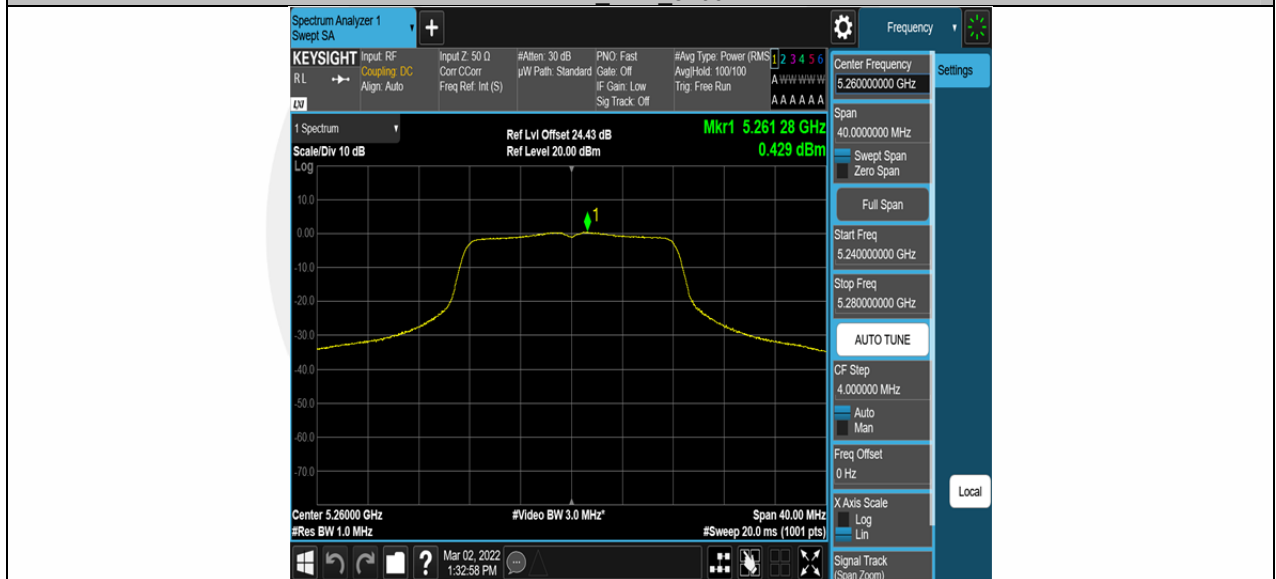 Spectrum Analyzer 1
Swept SA
+
Frequency
KEYSIGHT
RL
LXI
Input: RF
Coupling: DC
Align: Auto
Input Z: 50 Ω
Corr CCorr
Freq Ref: Int (S)
#Atten: 30 dB
µW Path: Standard
PNO: Fast
Gate: Off
IF Gain: Low
Sig Track: Off
#Avg Type: Power (RMS
Avg|Hold: 100/100
Trig: Free Run
1 2 3 4 5 6
A W W W W W
A A A A A A
1 Spectrum
Scale/Div 10 dB
Ref Lvl Offset 24.43 dB
Ref Level 20.00 dBm
Mkr1 5.261 28 GHz
0.429 dBm
Log
10.0
0.00
-10.0
-20.0
-30.0
-40.0
-50.0
-60.0
-70.0
1
Center 5.26000 GHz
#Res BW 1.0 MHz
#Video BW 3.0 MHz*
Span 40.00 MHz
#Sweep 20.0 ms (1001 pts)
?
Mar 02, 2022
1:32:58 PM
Center Frequency
5.260000000 GHz
Span
40.0000000 MHz
Swept Span
Zero Span
Full Span
Start Freq
5.240000000 GHz
Stop Freq
5.280000000 GHz
AUTO TUNE
CF Step
4.000000 MHz
Auto
Man
Freq Offset
0 Hz
X Axis Scale
Log
Lin
Signal Track
(Span Zoom)
Settings
Local